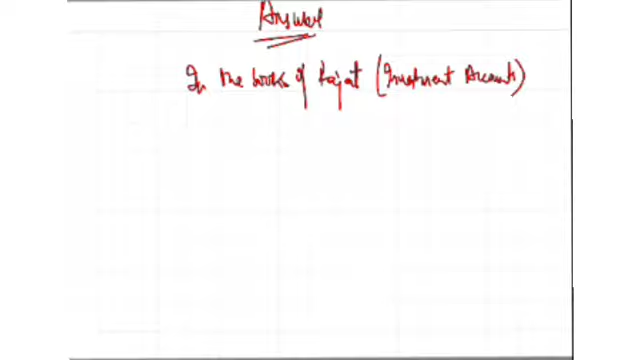 Answer
In the books of Rajat (Investment Accounts)